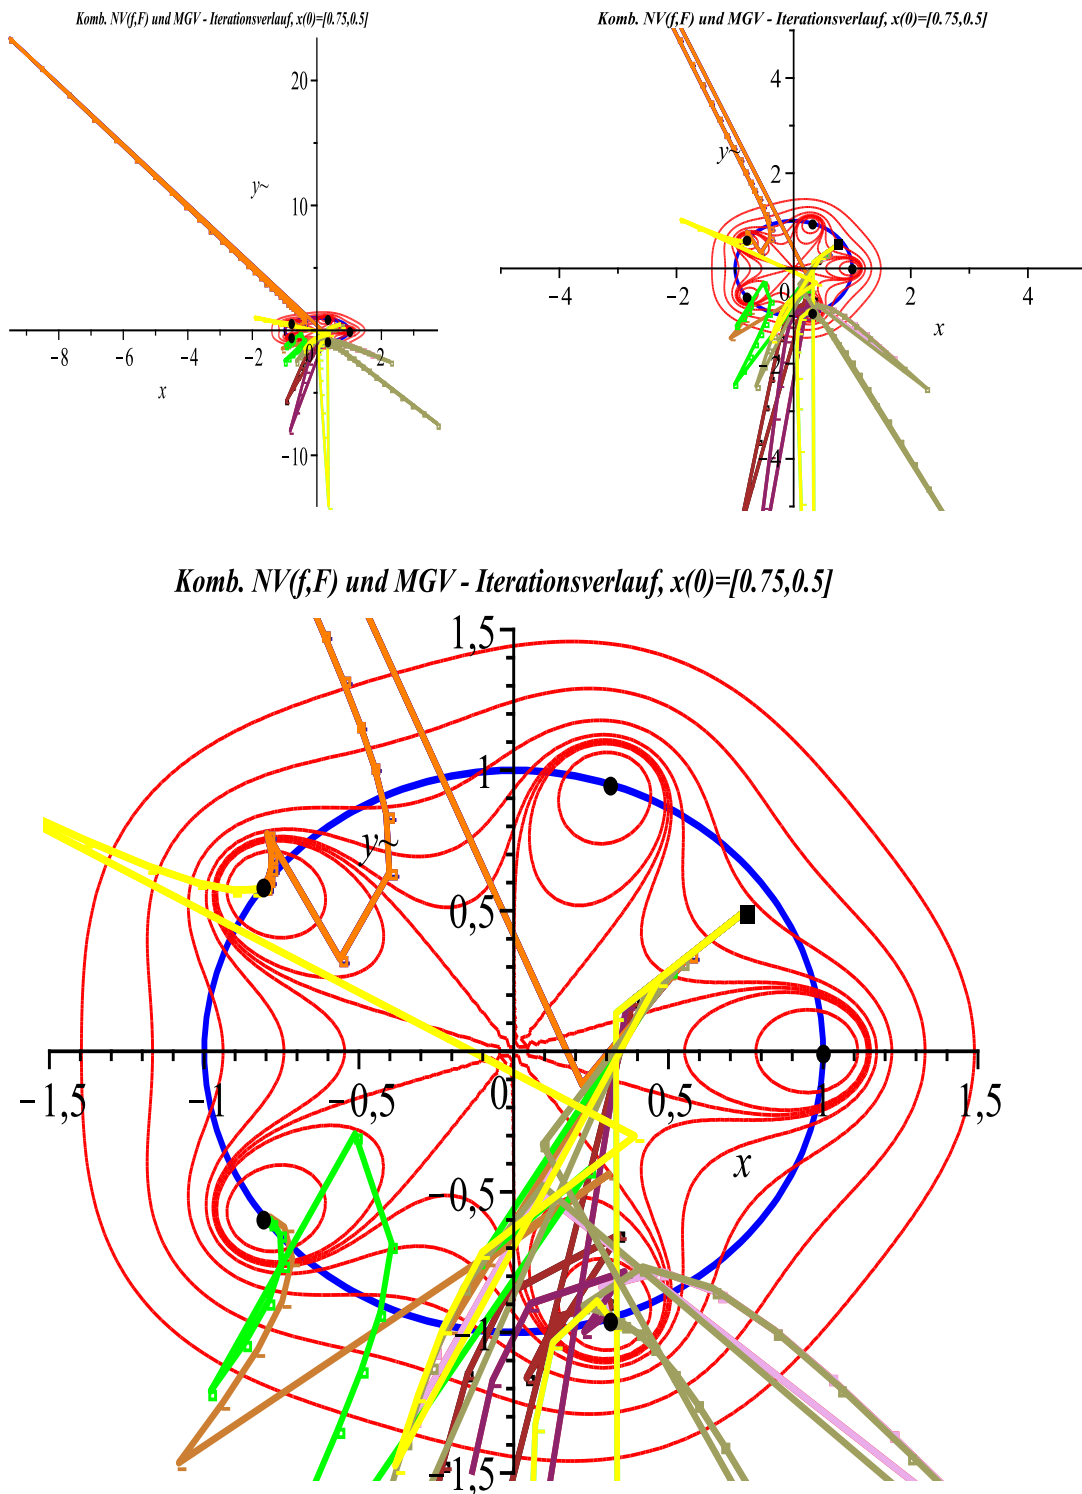 Komb. NV(f,F) und MGV - Iterationsverlauf, x(0)=[0.75,0.5]
20
y~
10
−8 −6 −4 −2 0 2
x
−10
Komb. NV(f,F) und MGV - Iterationsverlauf, x(0)=[0.75,0.5]
4
y~
2
−4 −2 0 2 4
x
−2
−4
Komb. NV(f,F) und MGV - Iterationsverlauf, x(0)=[0.75,0.5]
1,5
1
y~
0,5
−1,5 −1 −0,5 0 0,5 1 1,5
x
−0,5
−1
−1,5